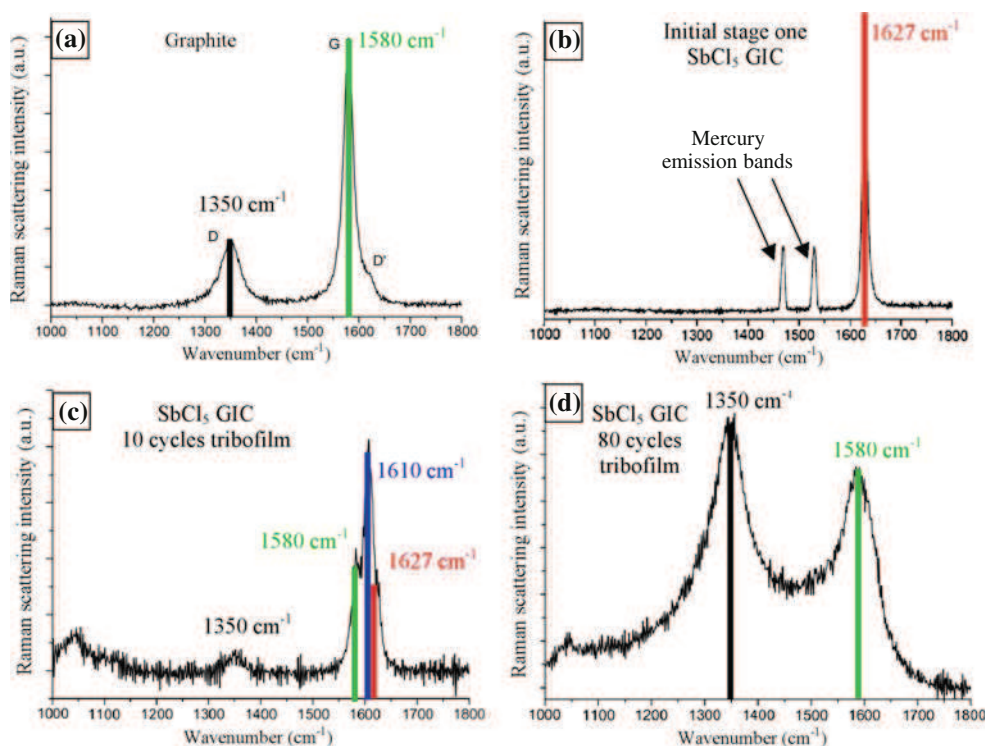 (a)
Graphite
G
1580 cm⁻¹
1350 cm⁻¹
D
D'
Raman scattering intensity (a.u.)
1000 1100 1200 1300 1400 1500 1600 1700 1800
Wavenumber (cm⁻¹)
(b)
Initial stage one
SbCl₅ GIC
1627 cm⁻¹
Mercury
emission bands
Raman scattering intensity (a.u.)
1000 1100 1200 1300 1400 1500 1600 1700 1800
Wavenumber (cm⁻¹)
(c)
SbCl₅ GIC
10 cycles tribofilm
1610 cm⁻¹
1580 cm⁻¹
1627 cm⁻¹
1350 cm⁻¹
Raman scattering intensity (a.u.)
1000 1100 1200 1300 1400 1500 1600 1700 1800
Wavenumber (cm⁻¹)
(d)
SbCl₅ GIC
80 cycles
tribofilm
1350 cm⁻¹
1580 cm⁻¹
Raman scattering intensity (a.u.)
1000 1100 1200 1300 1400 1500 1600 1700 1800
Wavenumber (cm⁻¹)